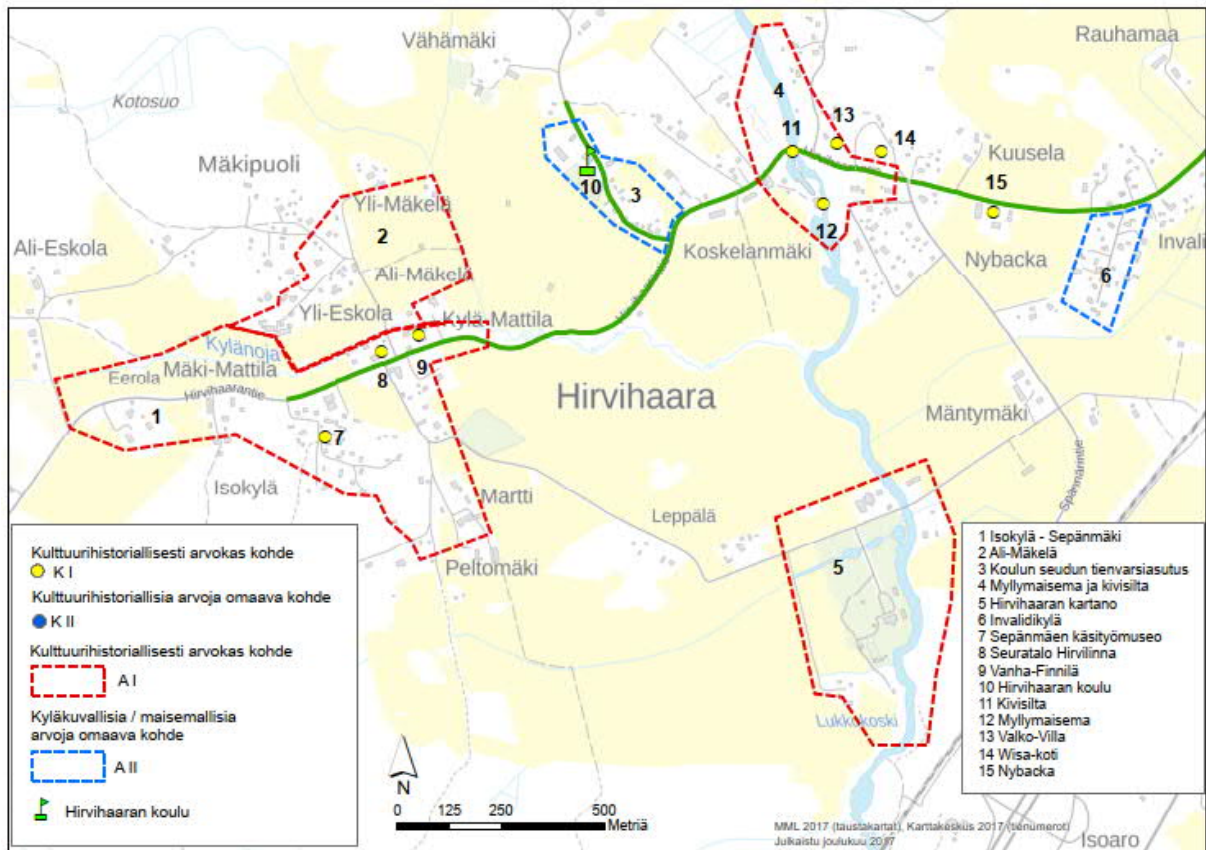 Vähämäki
Rauhamaa
Kotosuo
4
13
11
14
Mäkipuoli
Kuusela
10
3
15
Yli-Mäkelä
2
12
Ali-Eskola
Koskelanmäki
Nybacka
Invali
Ali-Mäkelä
6
Yli-Eskola
Kylä-Mattila
Kylänoja
Mäki-Mattila
9
Eerola
8
Hirvihaarantie
Hirvihaara
1
Mäntymäki
7
Isokylä
Martti
Spännärintie
Leppälä
Peltomäki
5
Lukkokoski
Isoaro
Kulttuurihistoriallisesti arvokas kohde
K I
Kulttuurihistoriallisia arvoja omaava kohde
K II
Kulttuurihistoriallisesti arvokas kohde
A I
Kyläkuvallisia / maisemallisia
arvoja omaava kohde
A II
Hirvihaaran koulu
N
0 125 250 500
Metriä
1 Isokylä - Sepänmäki
2 Ali-Mäkelä
3 Koulun seudun tienvarsiasutus
4 Myllymaisema ja kivisilta
5 Hirvihaaran kartano
6 Invalidikylä
7 Sepänmäen käsityömuseo
8 Seuratalo Hirvilinna
9 Vanha-Finnilä
10 Hirvihaaran koulu
11 Kivisilta
12 Myllymaisema
13 Valko-Villa
14 Wisa-koti
15 Nybacka
MML 2017 (taustakartat), Karttakeskus 2017 (tienumerot)
Julkaistu joulukuu 2017